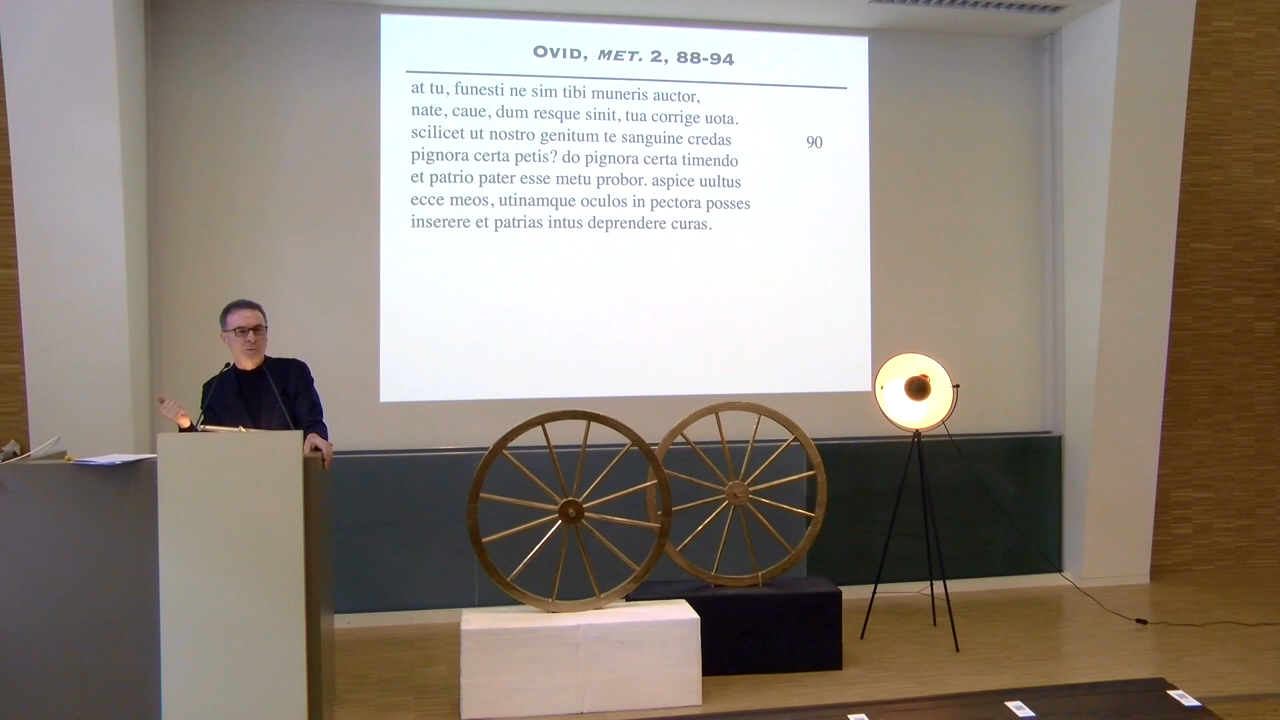 OVID, MET. 2, 88-94
at tu, funesti ne sim tibi muneris auctor,
nate, caue, dum resque sinit, tua corrige uota.
scilicet ut nostro genitum te sanguine credas 90
pignora certa petis? do pignora certa timendo
et patrio pater esse metu probor. aspice uultus
ecce meos, utinamque oculos in pectora posses
inserere et patrias intus deprendere curas.